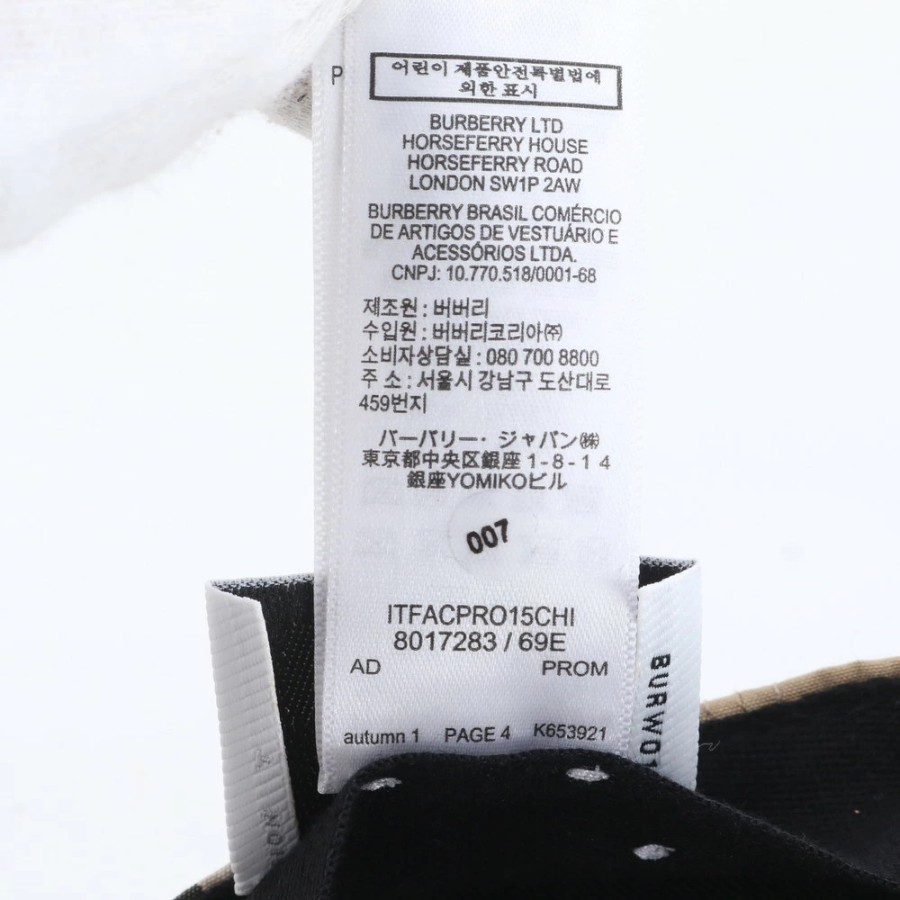 P
어린이 제품안전특별법에
의한 표시
BURBERRY LTD
HORSEFERRY HOUSE
HORSEFERRY ROAD
LONDON SW1P 2AW
BURBERRY BRASIL COMÉRCIO
DE ARTIGOS DE VESTUÁRIO E
ACESSÓRIOS LTDA.
CNPJ: 10.770.518/0001-68
제조원 : 버버리
수입원 : 버버리코리아㈜
소비자상담실 : 080 700 8800
주 소 : 서울시 강남구 도산대로
459번지
バーバリー・ ジャパン㈱
東京都中央区銀座 1 - 8 - 1 4
銀座YOMIKOビル
007
ITFACPRO15CHI
8017283 / 69E
AD PROM
autumn 1 PAGE 4 K653921
BURW01